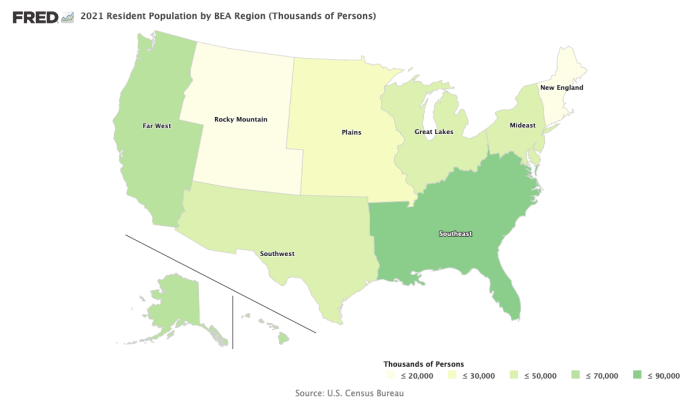 FRED 2021 Resident Population by BEA Region (Thousands of Persons)
New England
Rocky Mountain
Far West
Plains
Great Lakes
Mideast
Southeast
Southwest
Thousands of Persons
≤ 20,000 ≤ 30,000 ≤ 50,000 ≤ 70,000 ≤ 90,000
Source: U.S. Census Bureau